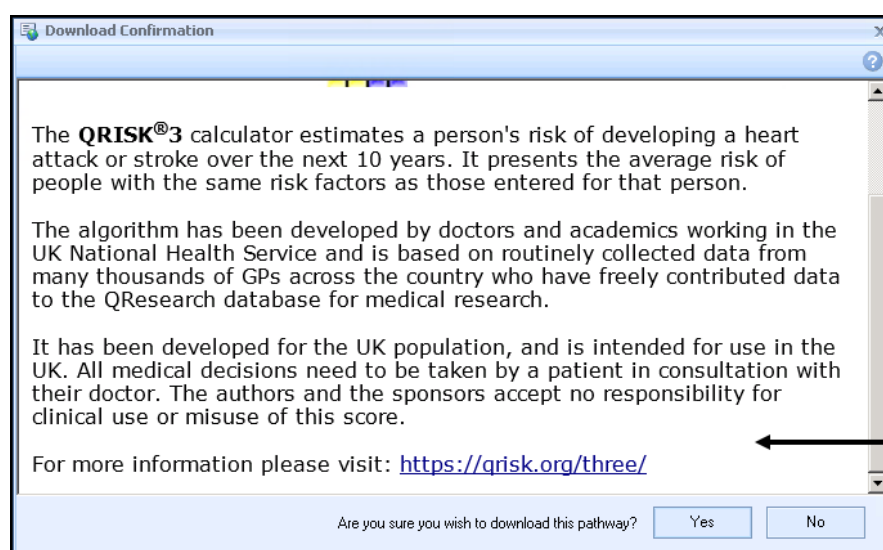 Download Confirmation
The QRISK®3 calculator estimates a person's risk of developing a heart
attack or stroke over the next 10 years. It presents the average risk of
people with the same risk factors as those entered for that person.
The algorithm has been developed by doctors and academics working in the
UK National Health Service and is based on routinely collected data from
many thousands of GPs across the country who have freely contributed data
to the QResearch database for medical research.
It has been developed for the UK population, and is intended for use in the
UK. All medical decisions need to be taken by a patient in consultation with
their doctor. The authors and the sponsors accept no responsibility for
clinical use or misuse of this score.
For more information please visit: https://qrisk.org/three/
Are you sure you wish to download this pathway? Yes No